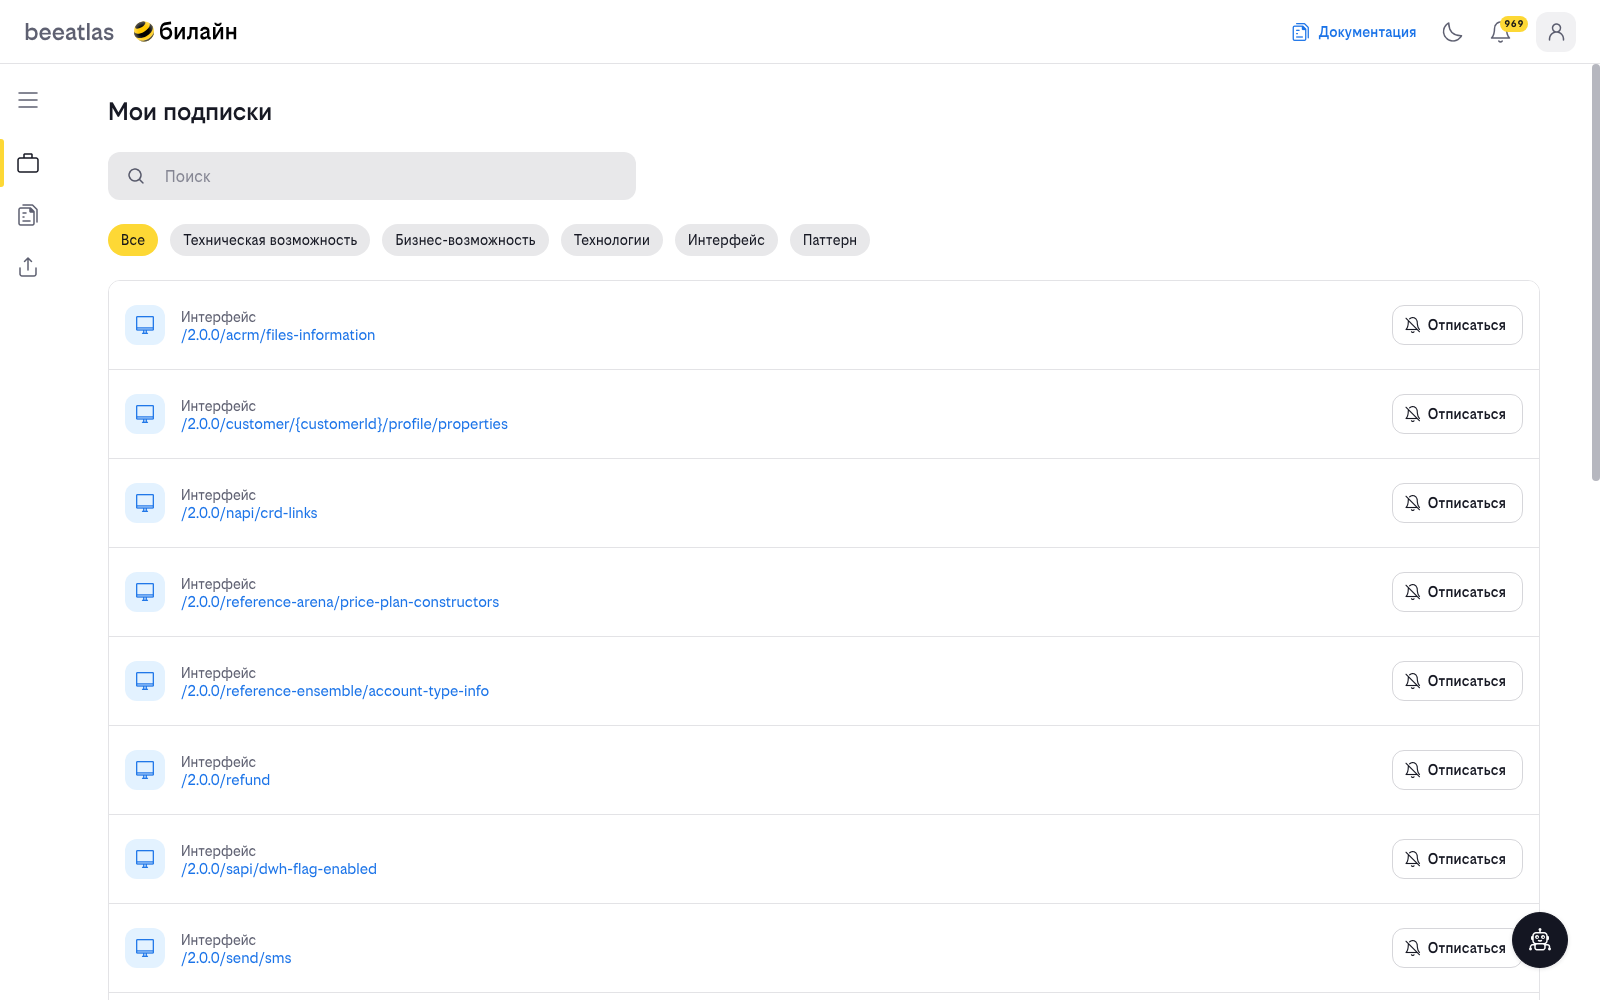 beeatlas билайн
Документация
969
Мои подписки
Поиск
Все Техническая возможность Бизнес-возможность Технологии Интерфейс Паттерн
Интерфейс
/2.0.0/acrm/files-information
Отписаться
Интерфейс
/2.0.0/customer/{customerId}/profile/properties
Отписаться
Интерфейс
/2.0.0/napi/crd-links
Отписаться
Интерфейс
/2.0.0/reference-arena/price-plan-constructors
Отписаться
Интерфейс
/2.0.0/reference-ensemble/account-type-info
Отписаться
Интерфейс
/2.0.0/refund
Отписаться
Интерфейс
/2.0.0/sapi/dwh-flag-enabled
Отписаться
Интерфейс
/2.0.0/send/sms
Отписаться